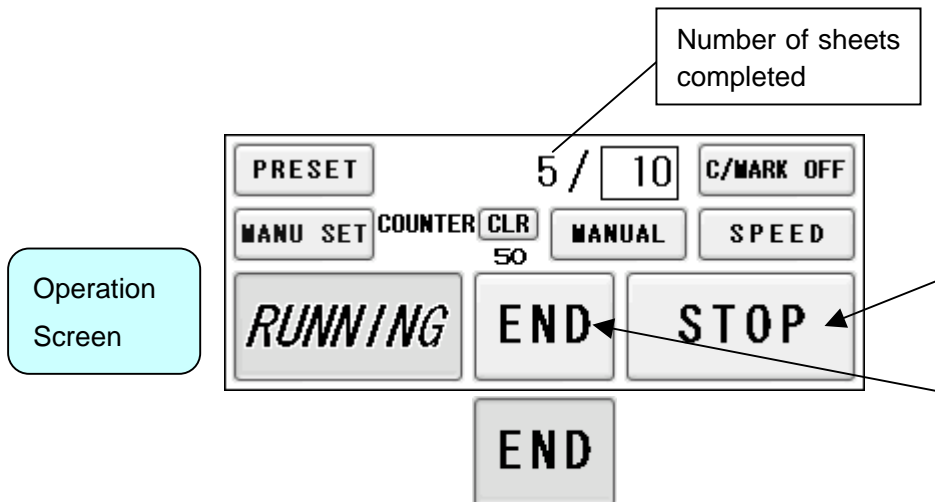 Number of sheets
completed
PRESET
5 / 10
C/MARK OFF
MANU SET
COUNTER
CLR
50
MANUAL
SPEED
Operation
Screen
RUNNING
END
STOP
END